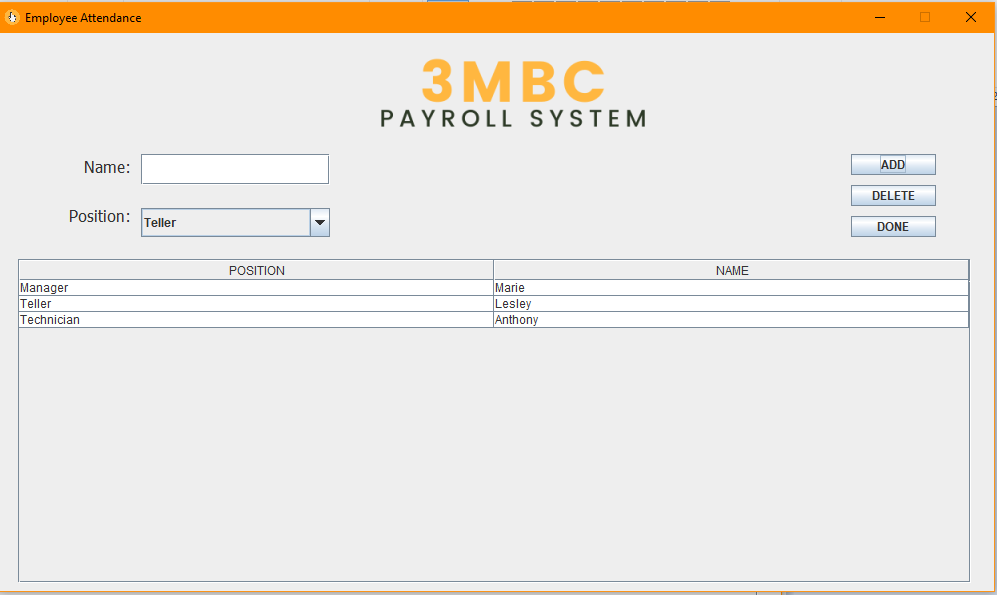 Employee Attendance
3MBC
PAYROLL SYSTEM
Name:
ADD
DELETE
Position: Teller
DONE
POSITION NAME
Manager Marie
Teller Lesley
Technician Anthony